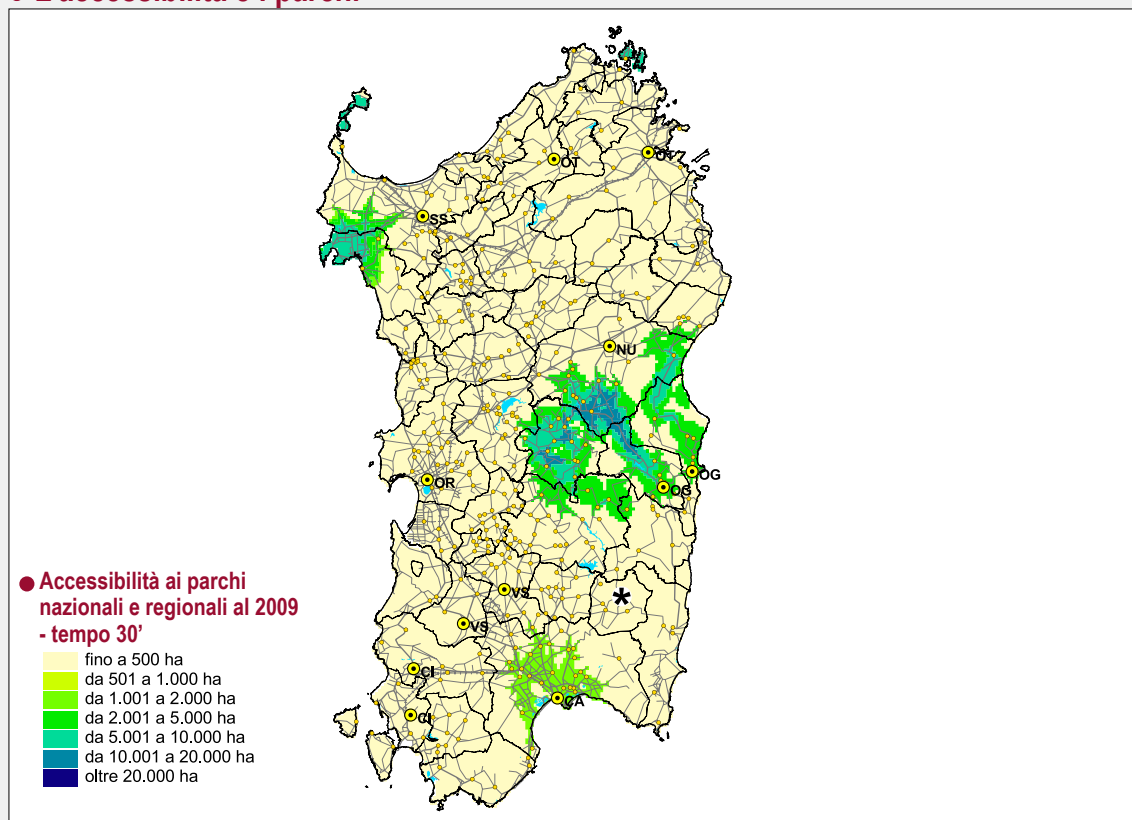 ● Accessibilità ai parchi
nazionali e regionali al 2009
- tempo 30’
fino a 500 ha
da 501 a 1.000 ha
da 1.001 a 2.000 ha
da 2.001 a 5.000 ha
da 5.001 a 10.000 ha
da 10.001 a 20.000 ha
oltre 20.000 ha
OT
OT
SS
NU
OG
OG
OR
VS
VS
*
CI
CA
CI